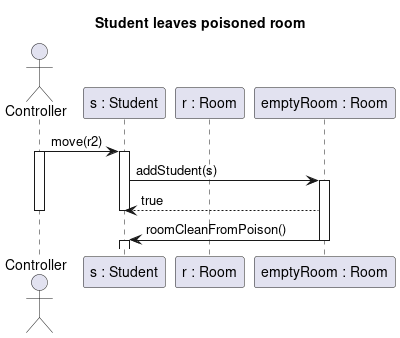 Student leaves poisoned room
Controller
s : Student
r : Room
emptyRoom : Room
move(r2)
addStudent(s)
true
roomCleanFromPoison()
Controller
s : Student
r : Room
emptyRoom : Room